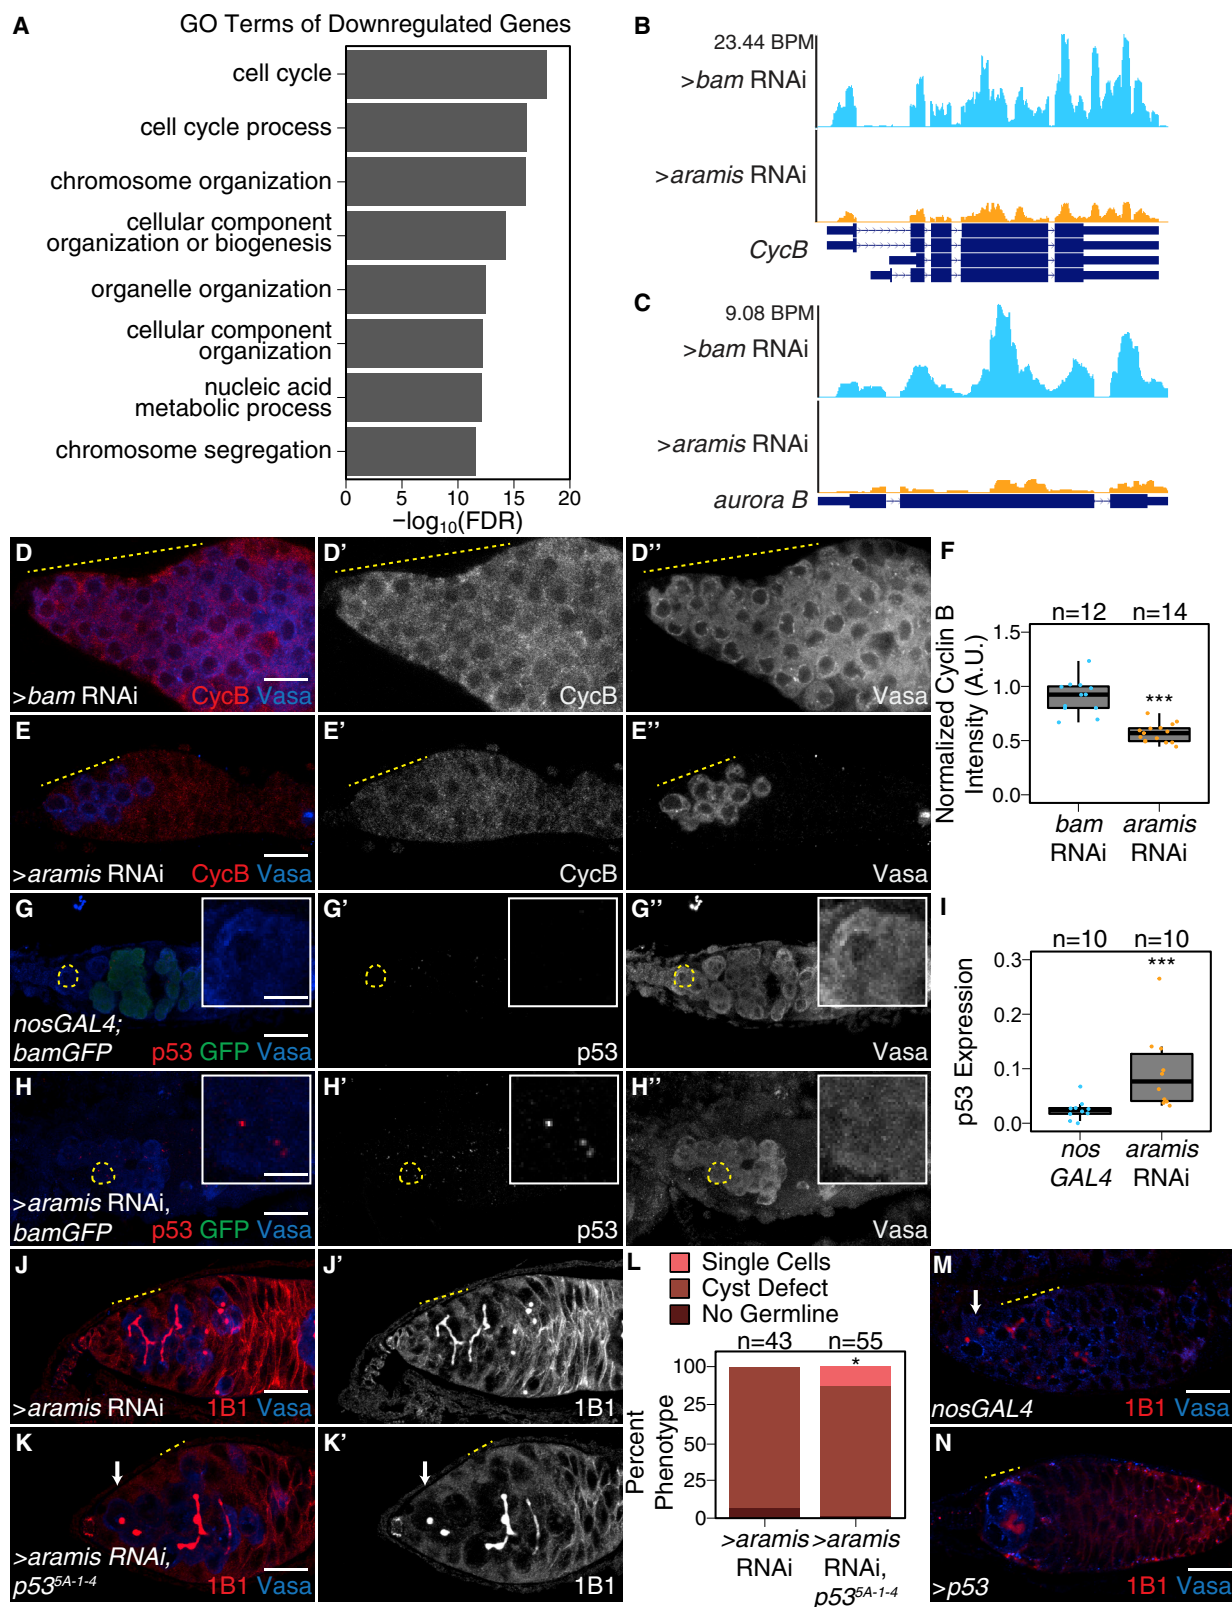 A
GO Terms of Downregulated Genes
cell cycle
cell cycle process
chromosome organization
cellular component
organization or biogenesis
organelle organization
cellular component
organization
nucleic acid
metabolic process
chromosome segregation
0 5 10 15 20
−log10(FDR)
B
23.44 BPM
>bam RNAi
>aramis RNAi
CycB
C
9.08 BPM
>bam RNAi
>aramis RNAi
aurora B
D
>bam RNAi CycB Vasa
D'
CycB
D''
Vasa
E
>aramis RNAi CycB Vasa
E'
CycB
E''
Vasa
F
n=12 n=14
Normalized Cyclin B
Intensity (A.U.)
1.5
1.0
0.5
0.0
***
bam
RNAi
aramis
RNAi
G
nosGAL4;
bamGFP p53 GFP Vasa
G'
p53
G''
Vasa
H
>aramis RNAi,
bamGFP p53 GFP Vasa
H'
p53
H''
Vasa
I
n=10 n=10
***
p53 Expression
0.3
0.2
0.1
0.0
nos
GAL4
aramis
RNAi
J
>aramis RNAi 1B1 Vasa
J'
1B1
K
>aramis RNAi,
p535A-1-4 1B1 Vasa
K'
1B1
L
Single Cells
Cyst Defect
No Germline
n=43 n=55
*
Percent
Phenotype
100
25
50
25
0
>aramis
RNAi
>aramis
RNAi,
p535A-1-4
M
nosGAL4 1B1 Vasa
N
>p53 1B1 Vasa